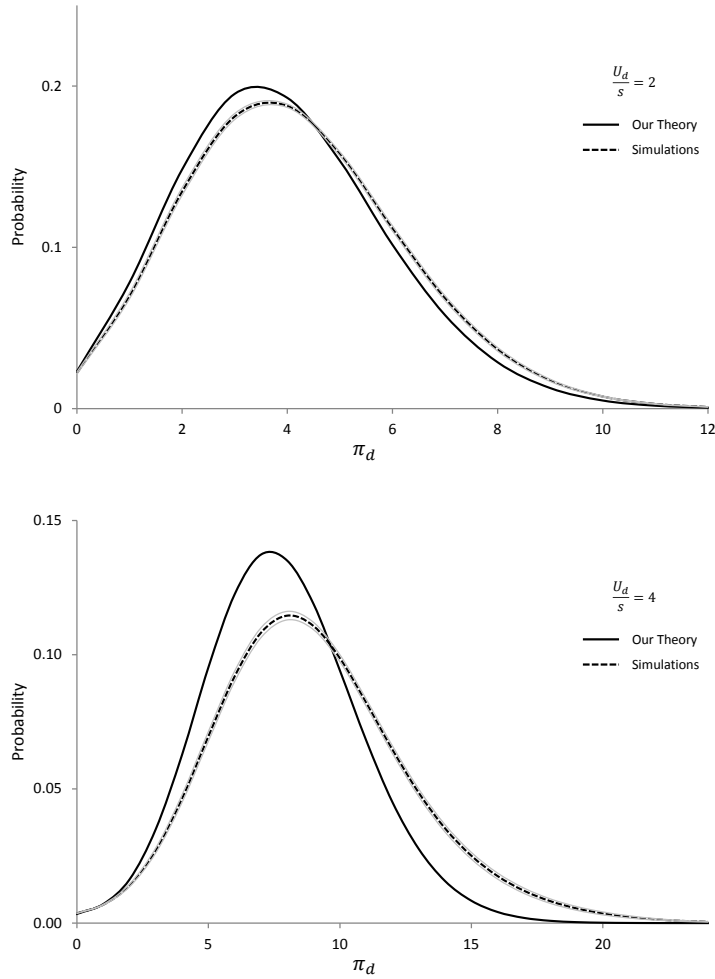 0.2
0.1
0
Probability
U_d/s = 2
Our Theory
Simulations
0 2 4 6 8 10 12
π_d
0.15
0.10
0.05
0.00
Probability
U_d/s = 4
Our Theory
Simulations
0 5 10 15 20
π_d